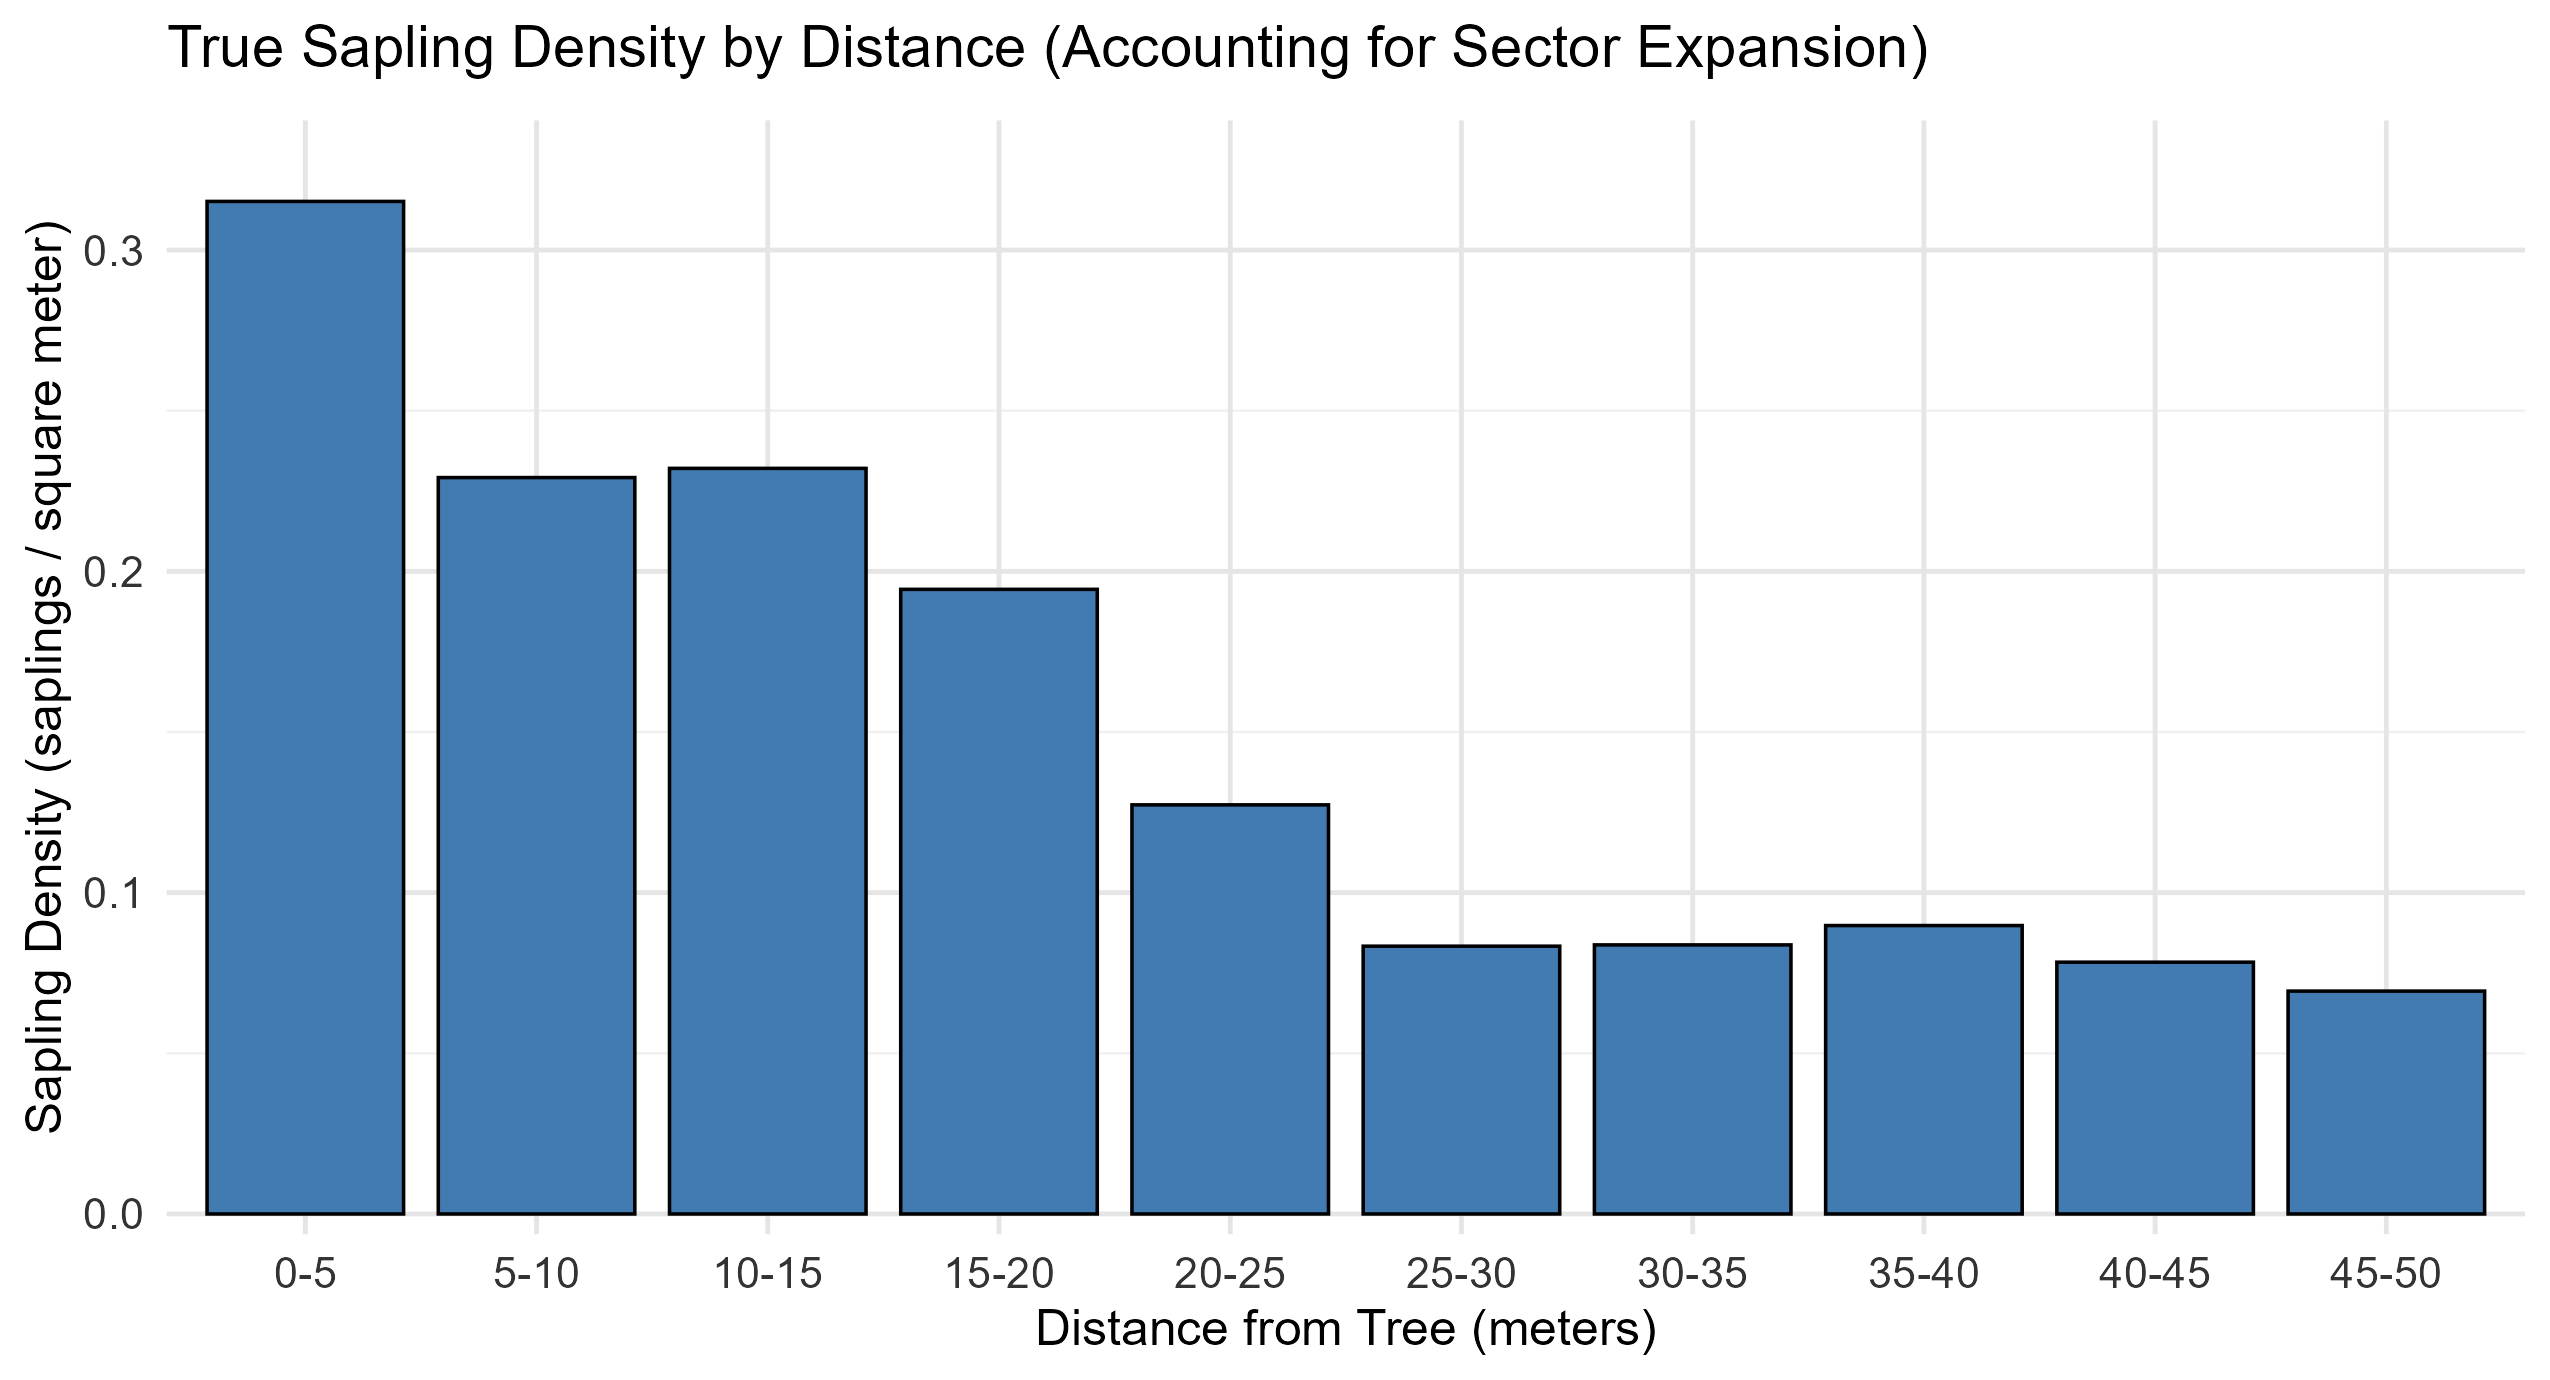 True Sapling Density by Distance (Accounting for Sector Expansion)
Sapling Density (saplings / square meter)
0.3
0.2
0.1
0.0
0-5 5-10 10-15 15-20 20-25 25-30 30-35 35-40 40-45 45-50
Distance from Tree (meters)